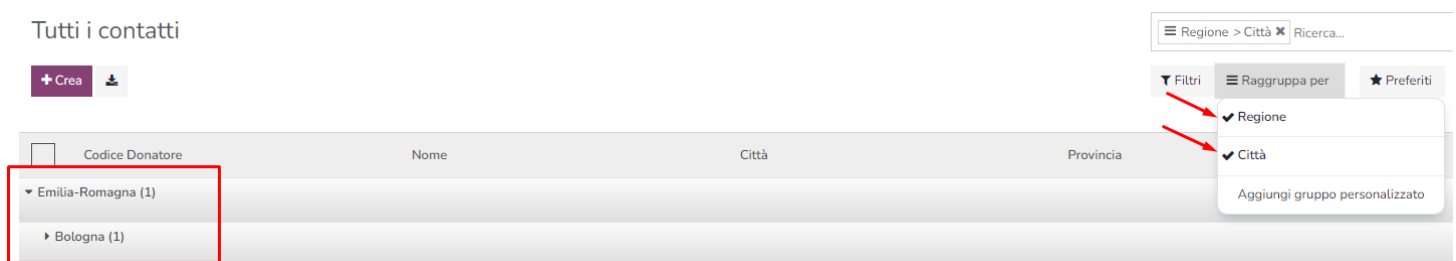 Tutti i contatti
Regione > Città ✖ Ricerca...
+ Crea
Filtri Raggruppa per Preferiti
Regione
Città
Aggiungi gruppo personalizzato
Codice Donatore Nome Città Provincia
Emilia-Romagna (1)
Bologna (1)